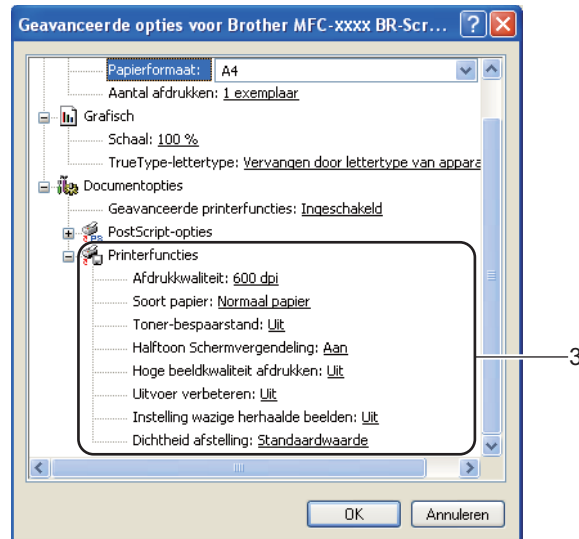 Geavanceerde opties voor Brother MFC-xxxx BR-Scr...
Papierformaat: A4
Aantal afdrukken: 1 exemplaar
Grafisch
Schaal: 100 %
TrueType-lettertype: Vervangen door lettertype van appara
Documentopties
Geavanceerde printerfuncties: Ingeschakeld
PostScript-opties
Printerfuncties
Afdrukkwaliteit: 600 dpi
Soort papier: Normaal papier
Toner-bespaarstand: Uit
Halftoon Schermvergendeling: Aan
Hoge beeldkwaliteit afdrukken: Uit
Uitvoer verbeteren: Uit
Instelling wazige herhaalde beelden: Uit
Dichtheid afstelling: Standaardwaarde
3
OK Annuleren